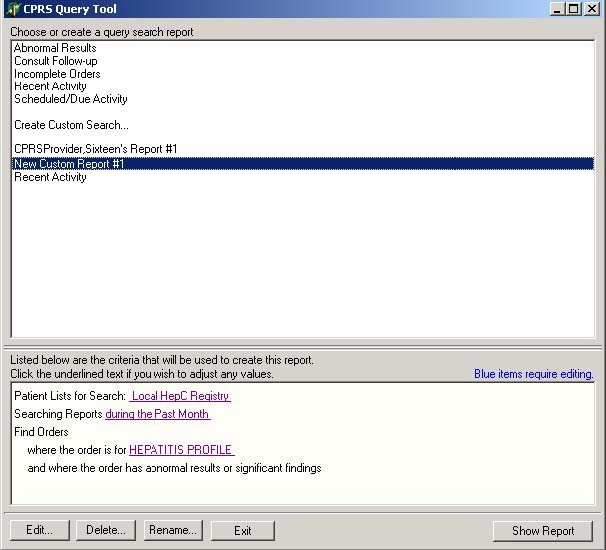 CPRS Query Tool
Choose or create a query search report
Abnormal Results
Consult Follow-up
Incomplete Orders
Recent Activity
Scheduled/Due Activity
Create Custom Search...
CPRSProvider,Sixteen's Report #1
New Custom Report #1
Recent Activity
Listed below are the criteria that will be used to create this report.
Click the underlined text if you wish to adjust any values. Blue items require editing.
Patient Lists for Search: Local HepC Registry
Searching Reports during the Past Month
Find Orders
where the order is for HEPATITIS PROFILE
and where the order has abnormal results or significant findings
Edit... Delete... Rename... Exit Show Report